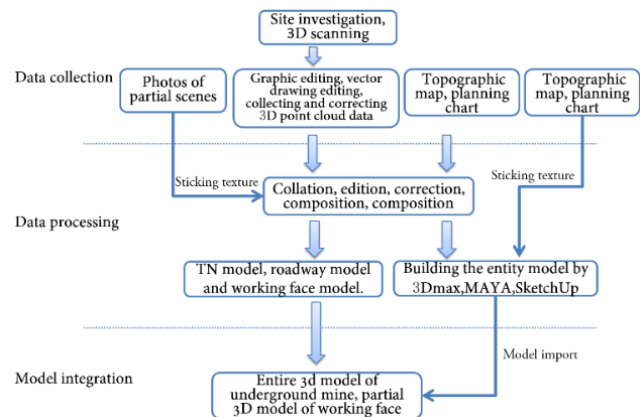 Site investigation,
3D scanning
Data collection
Photos of
partial scenes
Graphic editing, vector
drawing editing,
collecting and correcting
3D point cloud data
Topographic
map, planning
chart
Topographic
map, planning
chart
Sticking texture
Sticking texture
Collation, edition, correction,
composition, composition
Data processing
TN model, roadway model
and working face model.
Building the entity model by
3Dmax,MAYA,SketchUp
Model import
Model integration
Entire 3d model of
underground mine, partial
3D model of working face